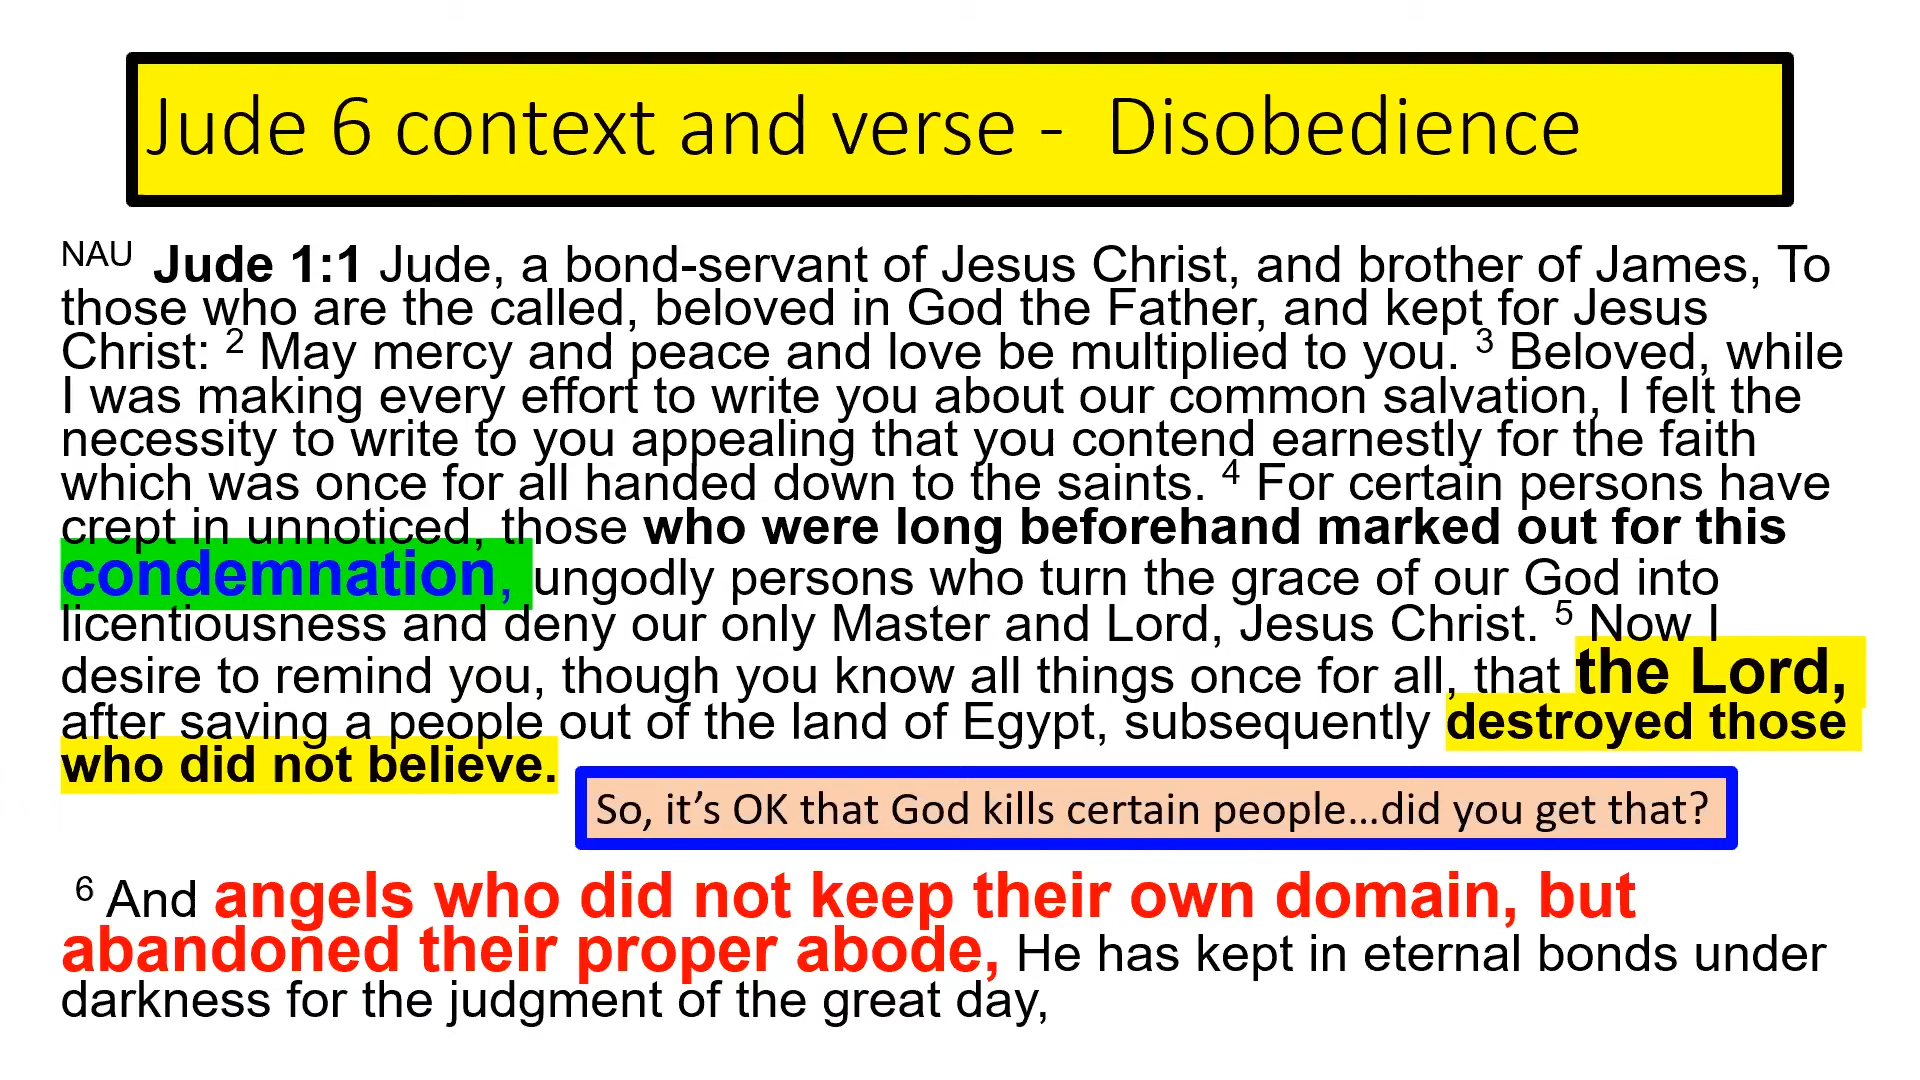 Jude 6 context and verse - Disobedience
NAU Jude 1:1 Jude, a bond-servant of Jesus Christ, and brother of James, To
those who are the called, beloved in God the Father, and kept for Jesus
Christ: 2 May mercy and peace and love be multiplied to you. 3 Beloved, while
I was making every effort to write you about our common salvation, I felt the
necessity to write to you appealing that you contend earnestly for the faith
which was once for all handed down to the saints. 4 For certain persons have
crept in unnoticed, those who were long beforehand marked out for this
condemnation, ungodly persons who turn the grace of our God into
licentiousness and deny our only Master and Lord, Jesus Christ. 5 Now I
desire to remind you, though you know all things once for all, that the Lord,
after saving a people out of the land of Egypt, subsequently destroyed those
who did not believe.
So, it's OK that God kills certain people...did you get that?
6 And angels who did not keep their own domain, but
abandoned their proper abode, He has kept in eternal bonds under
darkness for the judgment of the great day,